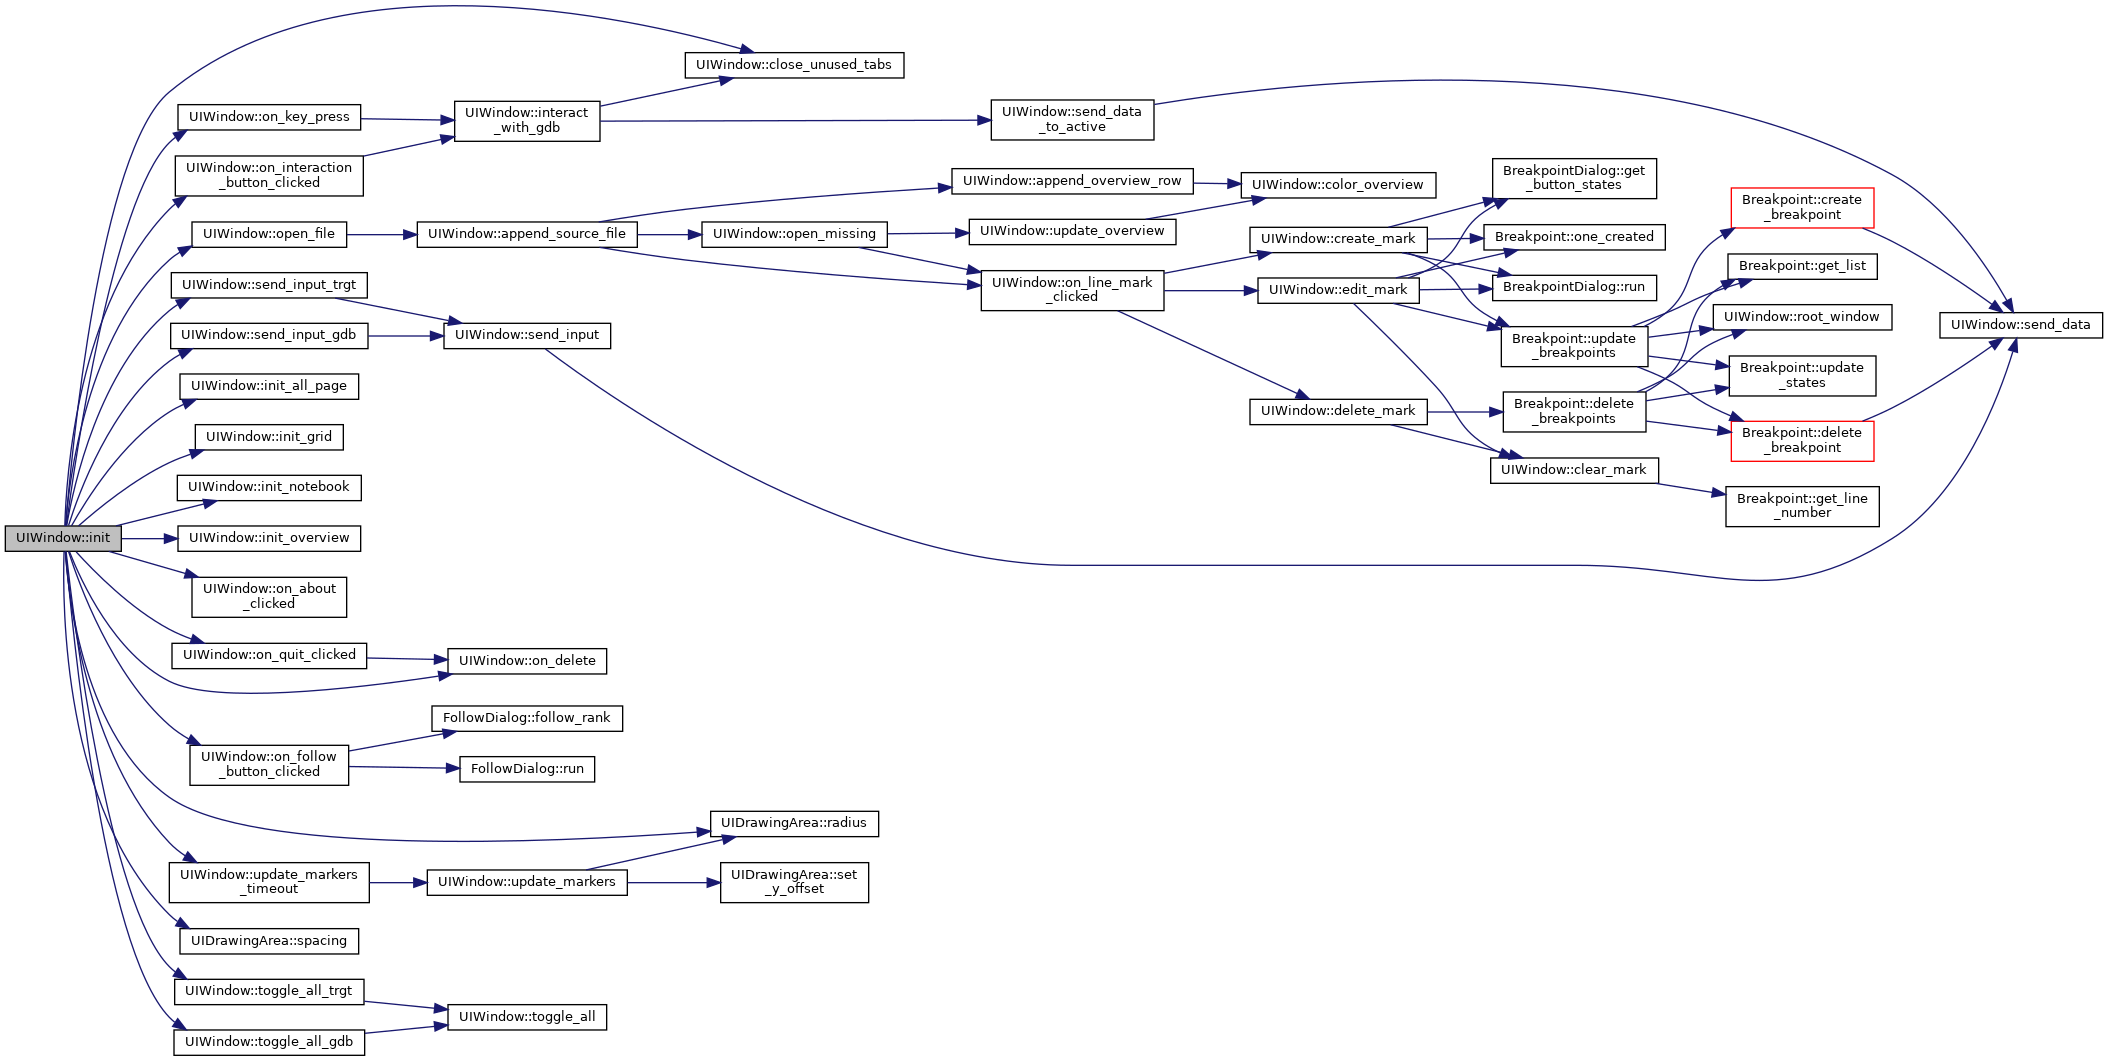 UIWindow::init
UIWindow::close_unused_tabs
UIWindow::on_key_press
UIWindow::interact
_with_gdb
UIWindow::send_data
_to_active
UIWindow::on_interaction
_button_clicked
UIWindow::open_file
UIWindow::append_source_file
UIWindow::append_overview_row
UIWindow::color_overview
UIWindow::open_missing
UIWindow::update_overview
UIWindow::on_line_mark
_clicked
UIWindow::create_mark
UIWindow::edit_mark
UIWindow::delete_mark
BreakpointDialog::get
_button_states
Breakpoint::one_created
BreakpointDialog::run
Breakpoint::update
_breakpoints
Breakpoint::delete
_breakpoints
UIWindow::clear_mark
Breakpoint::create
_breakpoint
Breakpoint::get_list
UIWindow::root_window
Breakpoint::update
_states
Breakpoint::delete
_breakpoint
Breakpoint::get_line
_number
UIWindow::send_data
UIWindow::send_input_trgt
UIWindow::send_input_gdb
UIWindow::send_input
UIWindow::init_all_page
UIWindow::init_grid
UIWindow::init_notebook
UIWindow::init_overview
UIWindow::on_about
_clicked
UIWindow::on_quit_clicked
UIWindow::on_delete
UIWindow::on_follow
_button_clicked
FollowDialog::follow_rank
FollowDialog::run
UIDrawingArea::radius
UIWindow::update_markers
_timeout
UIWindow::update_markers
UIDrawingArea::set
_y_offset
UIDrawingArea::spacing
UIWindow::toggle_all_trgt
UIWindow::toggle_all
UIWindow::toggle_all_gdb